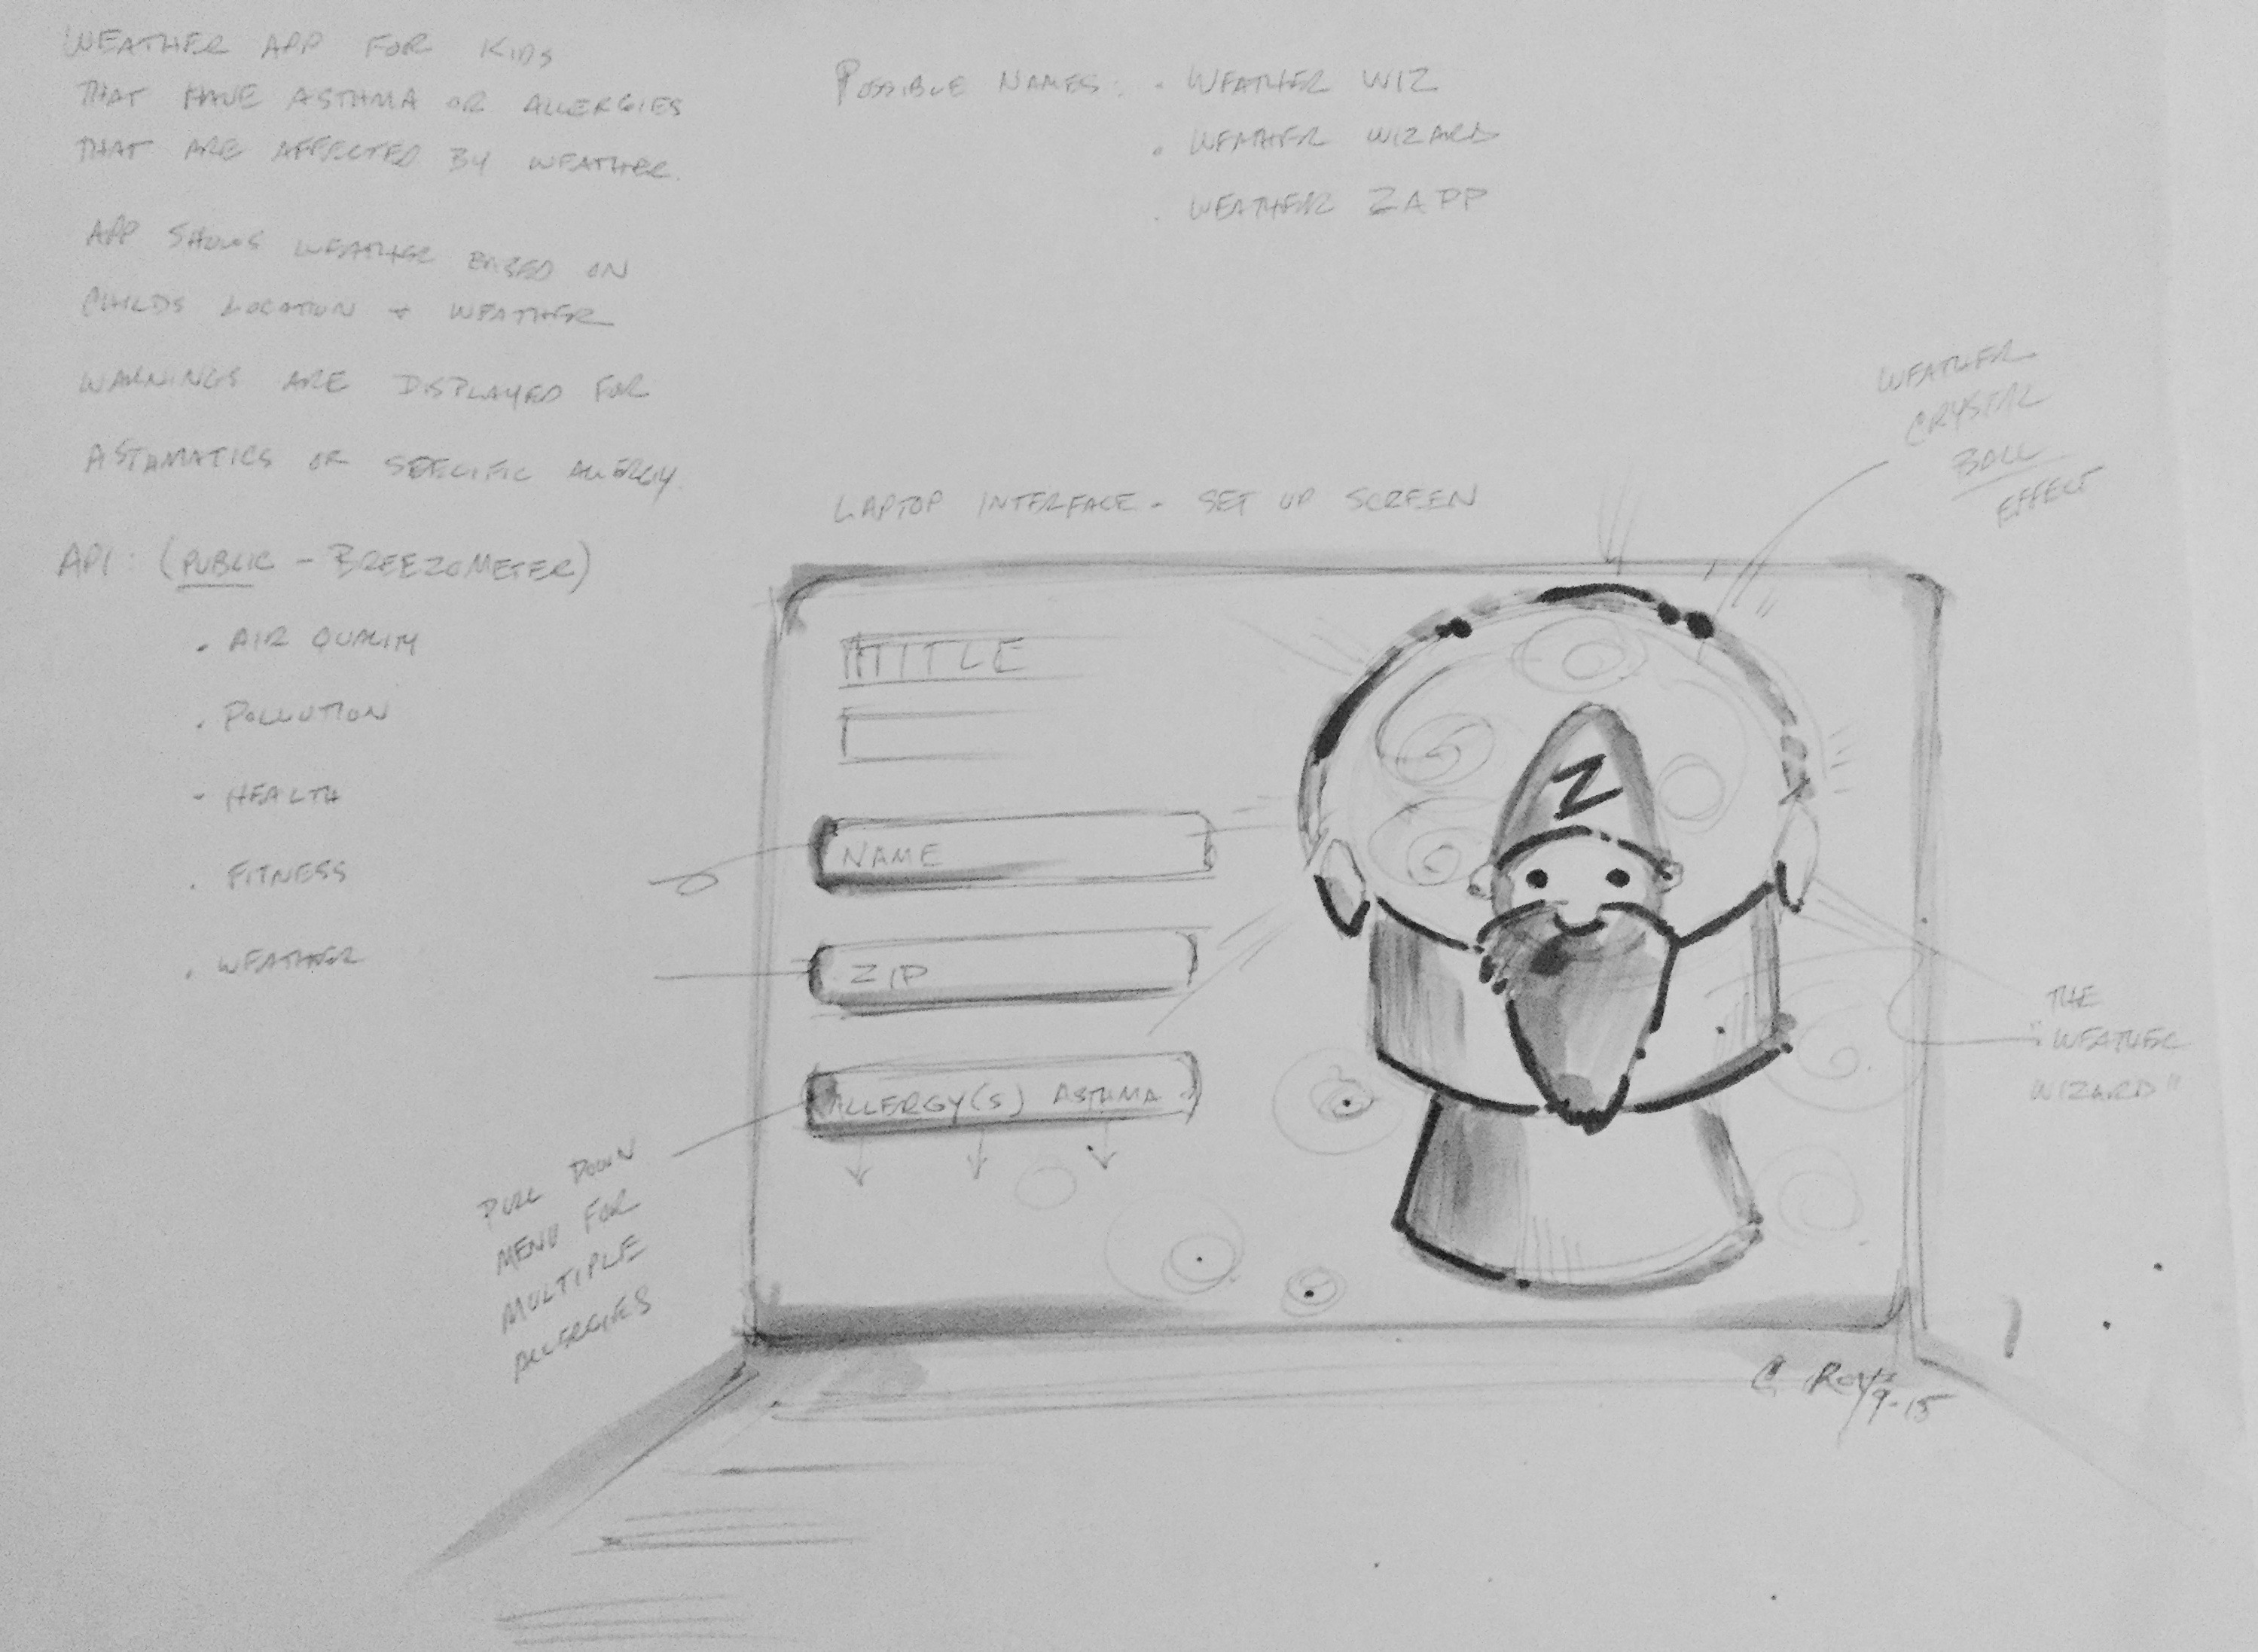 WEATHER APP FOR KIDS
THAT HAVE ASTHMA OR ALLERGIES
THAT ARE AFFECTED BY WEATHER.
APP SHOWS WEATHER BASED ON
CHILDS LOCATION + WEATHER
WARNINGS ARE DISPLAYED FOR
ASTAMATICS OR SPECIFIC ALLERGY.
API: (PUBLIC - BREEZOMETER)
. AIR QUALITY
. POLLUTION
- HEALTH
. FITNESS
. WEATHER
POSSIBLE NAMES: • WEATHER WIZ
• WEATHER WIZARD
. WEATHER ZAPP
LAPTOP INTERFACE - SET UP SCREEN
WEATHER
CRYSTAL
BALL
EFFECT
TITLE
NAME
ZIP
ALLERGY(S) ASTHMA
Z
PULL DOWN
MENU FOR
MULTIPLE
ALLERGIES
THE
"WEATHER
WIZARD"
9-15